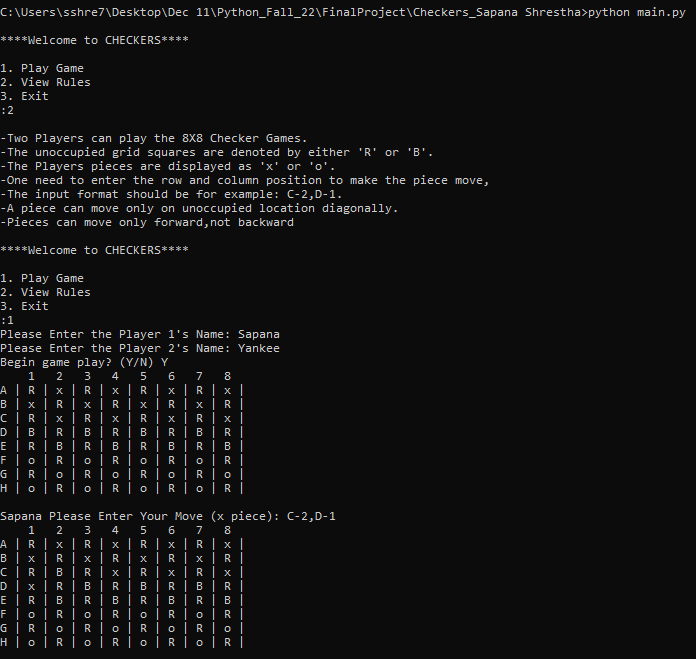 C:\Users\sshre7\Desktop\Dec 11\Python_Fall_22\FinalProject\Checkers_Sapana Shrestha>python main.py
****Welcome to CHECKERS****
1. Play Game
2. View Rules
3. Exit
:2
-Two Players can play the 8X8 Checker Games.
-The unoccupied grid squares are denoted by either 'R' or 'B'.
-The Players pieces are displayed as 'x' or 'o'.
-One need to enter the row and column position to make the piece move,
-The input format should be for example: C-2,D-1.
-A piece can move only on unoccupied location diagonally.
-Pieces can move only forward,not backward
****Welcome to CHECKERS****
1. Play Game
2. View Rules
3. Exit
:1
Please Enter the Player 1's Name: Sapana
Please Enter the Player 2's Name: Yankee
Begin game play? (Y/N) Y
    1   2   3   4   5   6   7   8
A | R | x | R | x | R | x | R | x |
B | x | R | x | R | x | R | x | R |
C | R | x | R | x | R | x | R | x |
D | B | R | B | R | B | R | B | R |
E | R | B | R | B | R | B | R | B |
F | o | R | o | R | o | R | o | R |
G | R | o | R | o | R | o | R | o |
H | o | R | o | R | o | R | o | R |
Sapana Please Enter Your Move (x piece): C-2,D-1
    1   2   3   4   5   6   7   8
A | R | x | R | x | R | x | R | x |
B | x | R | x | R | x | R | x | R |
C | R | B | R | x | R | x | R | x |
D | x | R | B | R | B | R | B | R |
E | R | B | R | B | R | B | R | B |
F | o | R | o | R | o | R | o | R |
G | R | o | R | o | R | o | R | o |
H | o | R | o | R | o | R | o | R |